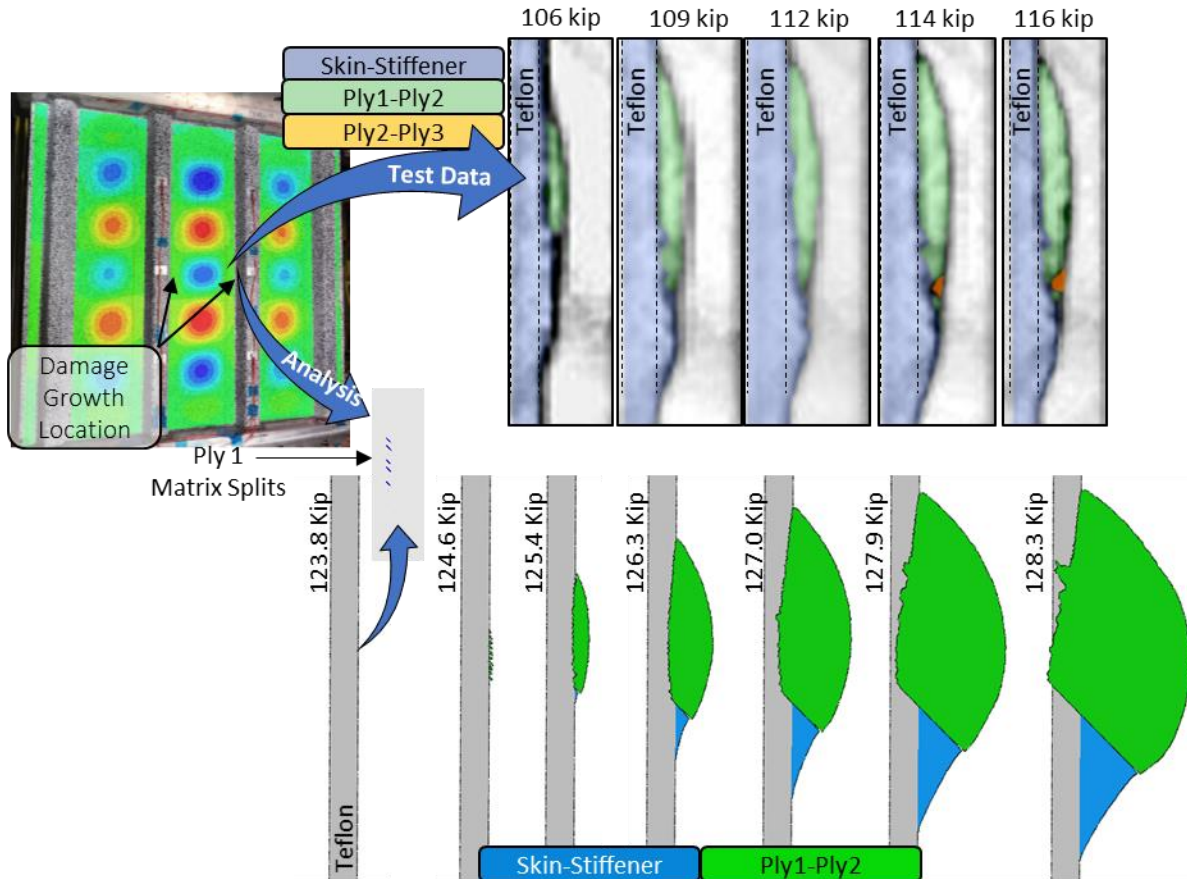 106 kip
109 kip
112 kip
114 kip
116 kip
Skin-Stiffener
Ply1-Ply2
Ply2-Ply3
Test Data
Teflon
Teflon
Teflon
Teflon
Teflon
Damage
Growth
Location
Analysis
Ply 1
Matrix Splits
123.8 Kip
124.6 Kip
125.4 Kip
126.3 Kip
127.0 Kip
127.9 Kip
128.3 Kip
Teflon
Skin-Stiffener
Ply1-Ply2